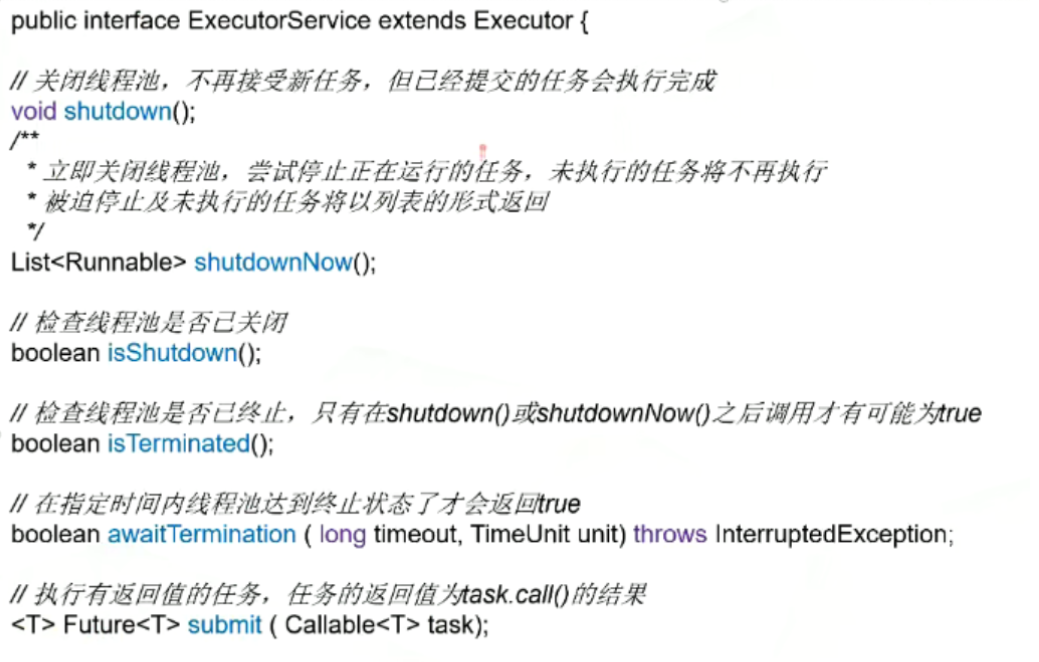 public interface ExecutorService extends Executor {
// 关闭线程池，不再接受新任务，但已经提交的任务会执行完成
void shutdown();
/**
* 立即关闭线程池，尝试停止正在运行的任务，未执行的任务将不再执行
* 被迫停止及未执行的任务将以列表的形式返回
*/
List<Runnable> shutdownNow();
// 检查线程池是否已关闭
boolean isShutdown();
// 检查线程池是否已终止，只有在shutdown()或shutdownNow()之后调用才有可能为true
boolean isTerminated();
// 在指定时间内线程池达到终止状态了才会返回true
boolean awaitTermination ( long timeout, TimeUnit unit) throws InterruptedException;
// 执行有返回值的任务，任务的返回值为task.call()的结果
<T> Future<T> submit ( Callable<T> task);